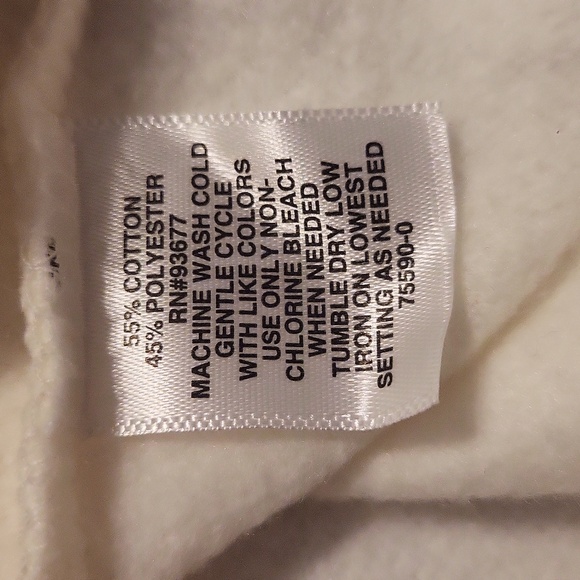 55% COTTON
45% POLYESTER
RN#93677
MACHINE WASH COLD
GENTLE CYCLE
WITH LIKE COLORS
USE ONLY NON-
CHLORINE BLEACH
WHEN NEEDED
TUMBLE DRY LOW
IRON ON LOWEST
SETTING AS NEEDED
75590-0